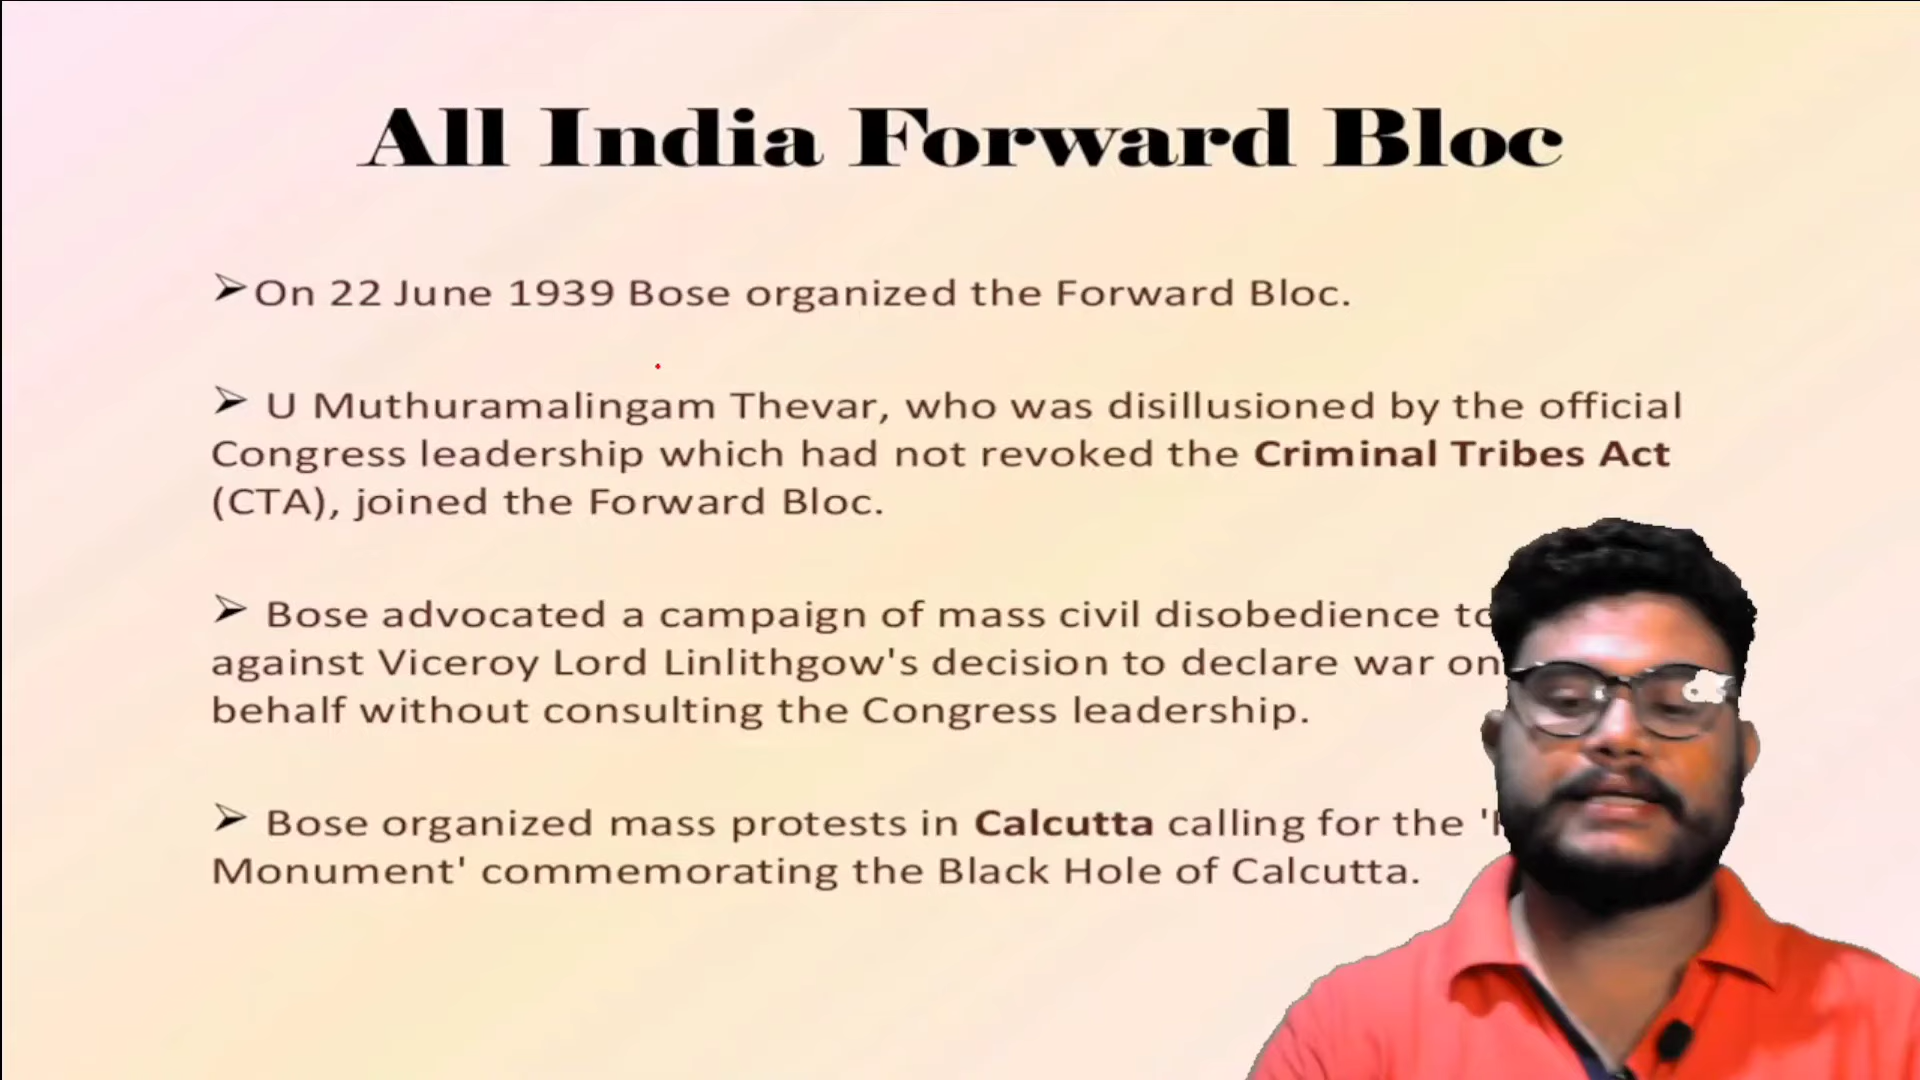 All India Forward Bloc
➢On 22 June 1939 Bose organized the Forward Bloc.
➢ U Muthuramalingam Thevar, who was disillusioned by the official
Congress leadership which had not revoked the Criminal Tribes Act
(CTA), joined the Forward Bloc.
➢ Bose advocated a campaign of mass civil disobedience
against Viceroy Lord Linlithgow's decision to declare war on
behalf without consulting the Congress leadership.
➢ Bose organized mass protests in Calcutta calling for the
Monument' commemorating the Black Hole of Calcutta.